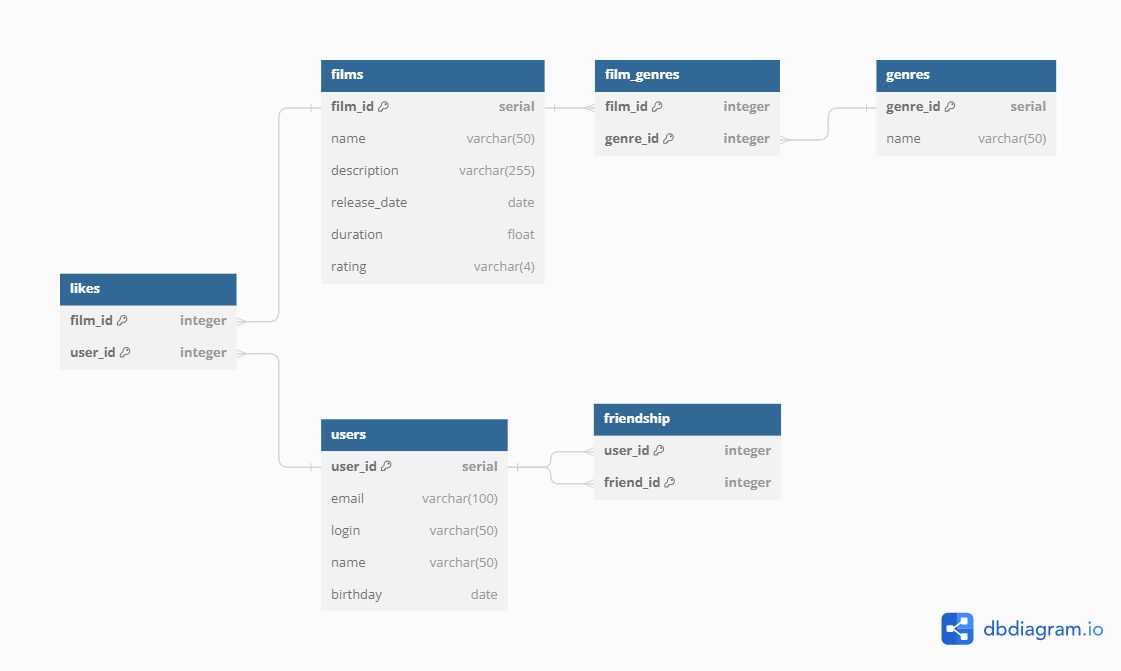 films
film_id serial
name varchar(50)
description varchar(255)
release_date date
duration float
rating varchar(4)
film_genres
film_id integer
genre_id integer
genres
genre_id serial
name varchar(50)
likes
film_id integer
user_id integer
users
user_id serial
email varchar(100)
login varchar(50)
name varchar(50)
birthday date
friendship
user_id integer
friend_id integer
dbdiagram.io